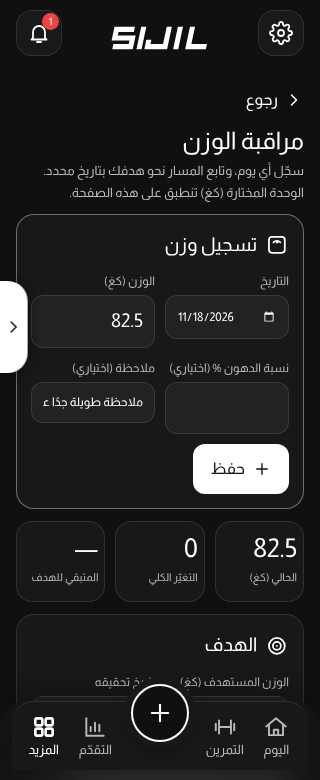 1
SIJIL
رجوع
مراقبة الوزن
سجّل أي يوم، وتابع المسار نحو هدفك بتاريخ محدد.
الوحدة المختارة (كغ) تنطبق على هذه الصفحة.
تسجيل وزن
التاريخ
الوزن (كغ)
11/18/2026
82.5
نسبة الدهون % (اختياري)
ملاحظة (اختياري)
ملاحظة طويلة جدًا
+ حفظ
82.5
0
—
الحالي (كغ)
التغيّر الكلي
المتبقي للهدف
الهدف
الوزن المستهدف (كغ)
تحقيقه
اليوم
التمرين
التقدّم
المزيد